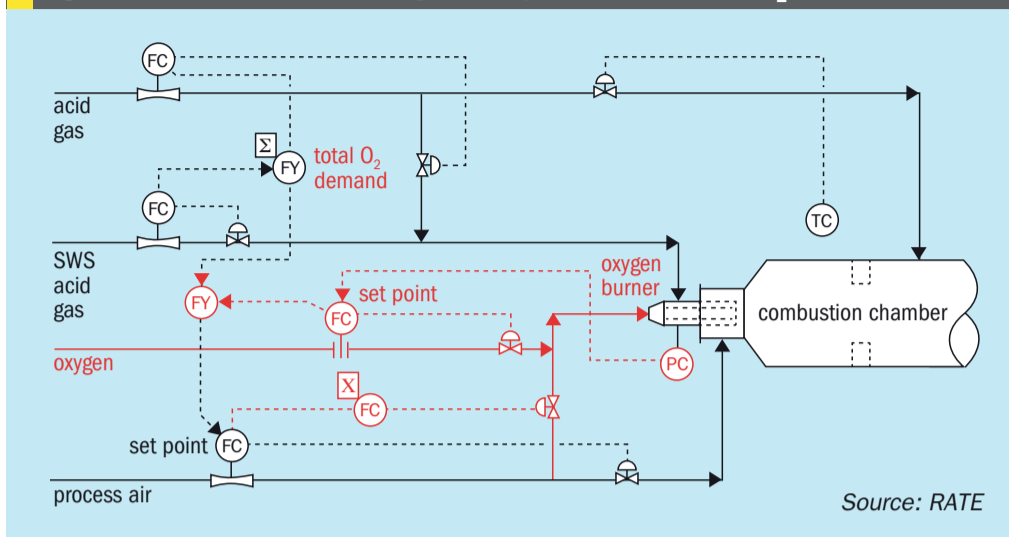 FC
acid
gas
Σ
FY
total O₂
demand
FC
TC
SWS
acid
gas
oxygen
burner
FY
set point
FC
combustion chamber
oxygen
PC
X
FC
set point
FC
process air
Source: RATE